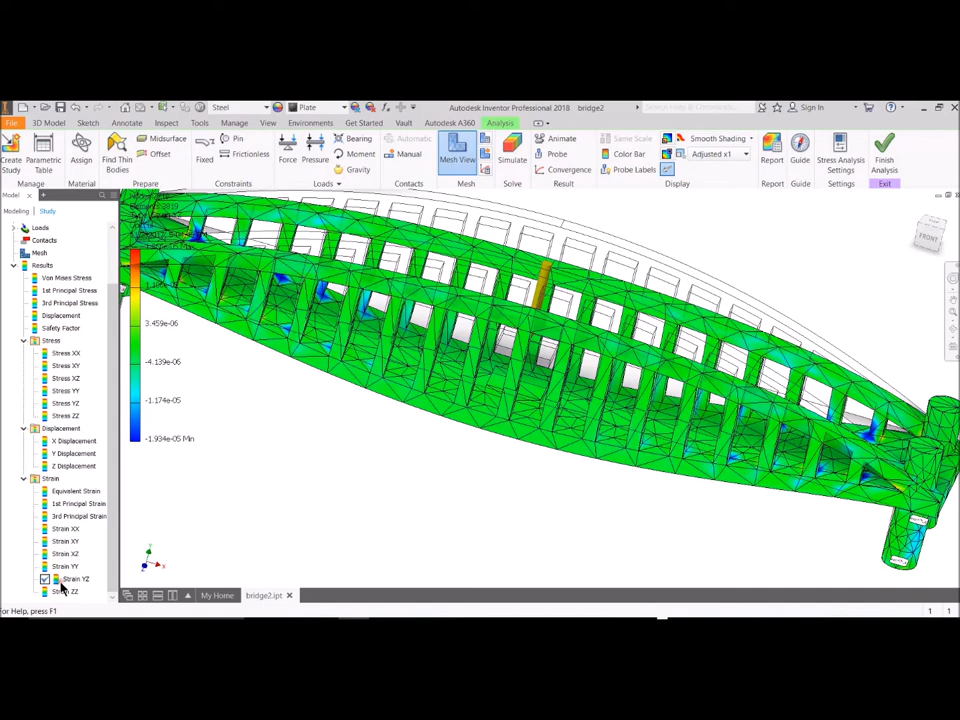 Steel
Plate
Autodesk Inventor Professional 2018
bridge2
Sign In
File
3D Model
Sketch
Annotate
Inspect
Tools
Manage
View
Environments
Get Started
Vault
Autodesk A360
Analysis
Create Study
Parametric Table
Assign
Find Thin Bodies
Midsurface
Offset
Fixed
Pin
Frictionless
Force
Pressure
Bearing
Moment
Gravity
Automatic
Manual
Mesh View
Simulate
Animate
Probe
Convergence
Same Scale
Color Bar
Probe Labels
Smooth Shading
Adjusted x1
Report
Guide
Stress Analysis Settings
Finish Analysis
Manage
Material
Prepare
Constraints
Loads
Contacts
Mesh
Solve
Result
Display
Report
Guide
Settings
Exit
Model
Modeling
Study
Loads
Contacts
Mesh
Results
Von Mises Stress
1st Principal Stress
3rd Principal Stress
Displacement
Safety Factor
Stress
Stress XX
Stress XY
Stress XZ
Stress YY
Stress YZ
Stress ZZ
Displacement
X Displacement
Y Displacement
Z Displacement
Strain
Equivalent Strain
1st Principal Strain
3rd Principal Strain
Strain XX
Strain XY
Strain XZ
Strain YY
Strain YZ
Strain ZZ
3.459e-06
-4.139e-06
-1.174e-05
-1.934e-05 Min
FRONT
My Home
bridge2.ipt
For Help, press F1
1
1